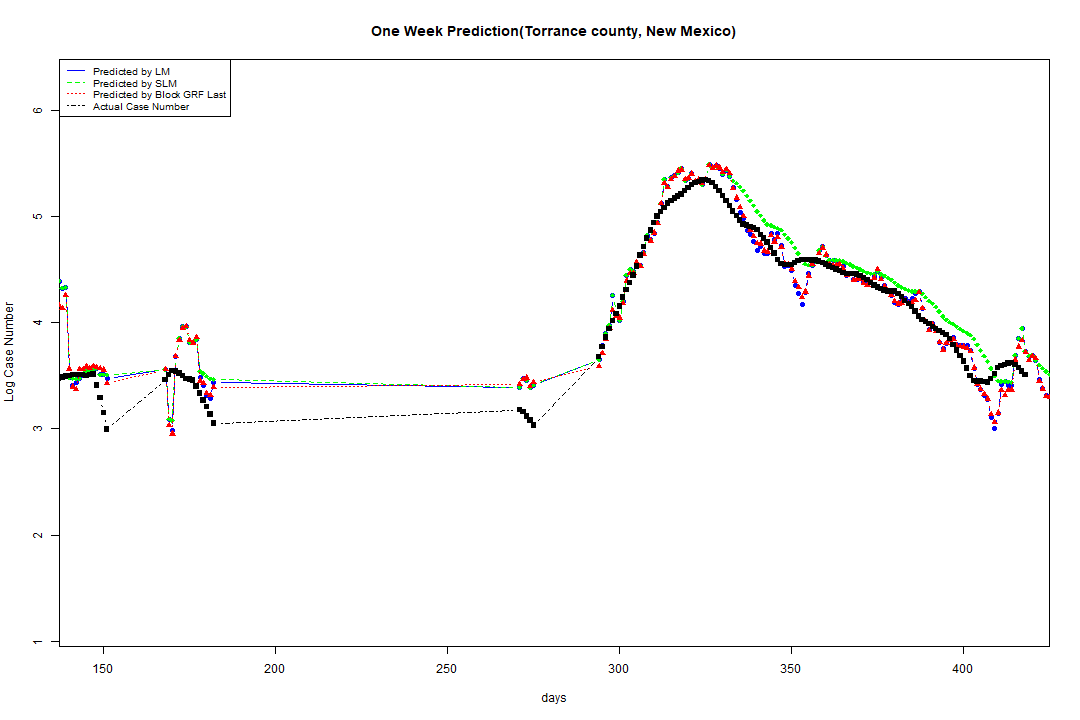 One Week Prediction(Torrance county, New Mexico)
Predicted by LM
Predicted by SLM
Predicted by Block GRF Last
Actual Case Number
Log Case Number
6
5
4
3
2
1
150
200
250
300
350
400
days